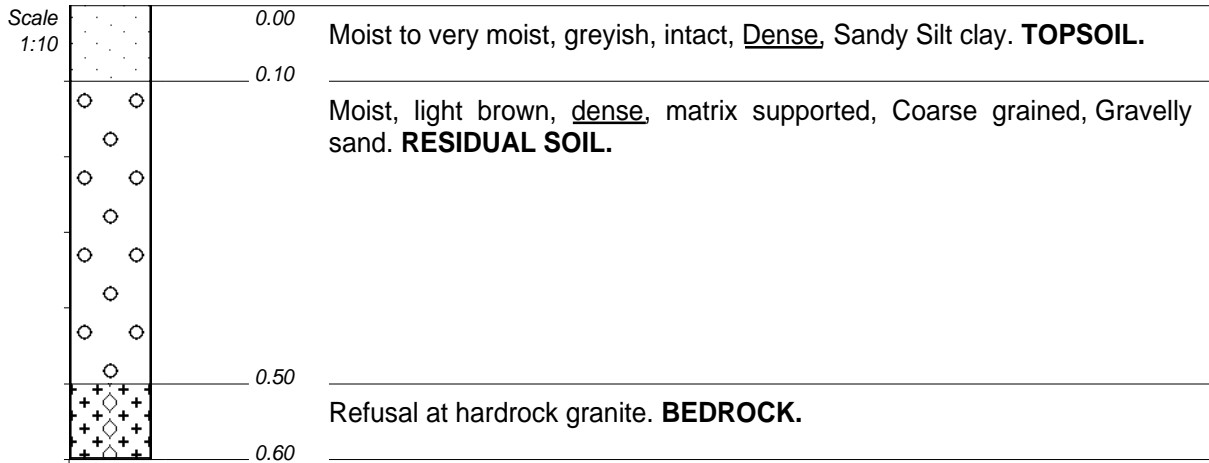 Scale
1:10
0.00
Moist to very moist, greyish, intact, Dense, Sandy Silt clay. TOPSOIL.
0.10
Moist, light brown, dense, matrix supported, Coarse grained, Gravelly
sand. RESIDUAL SOIL.
0.50
Refusal at hardrock granite. BEDROCK.
0.60